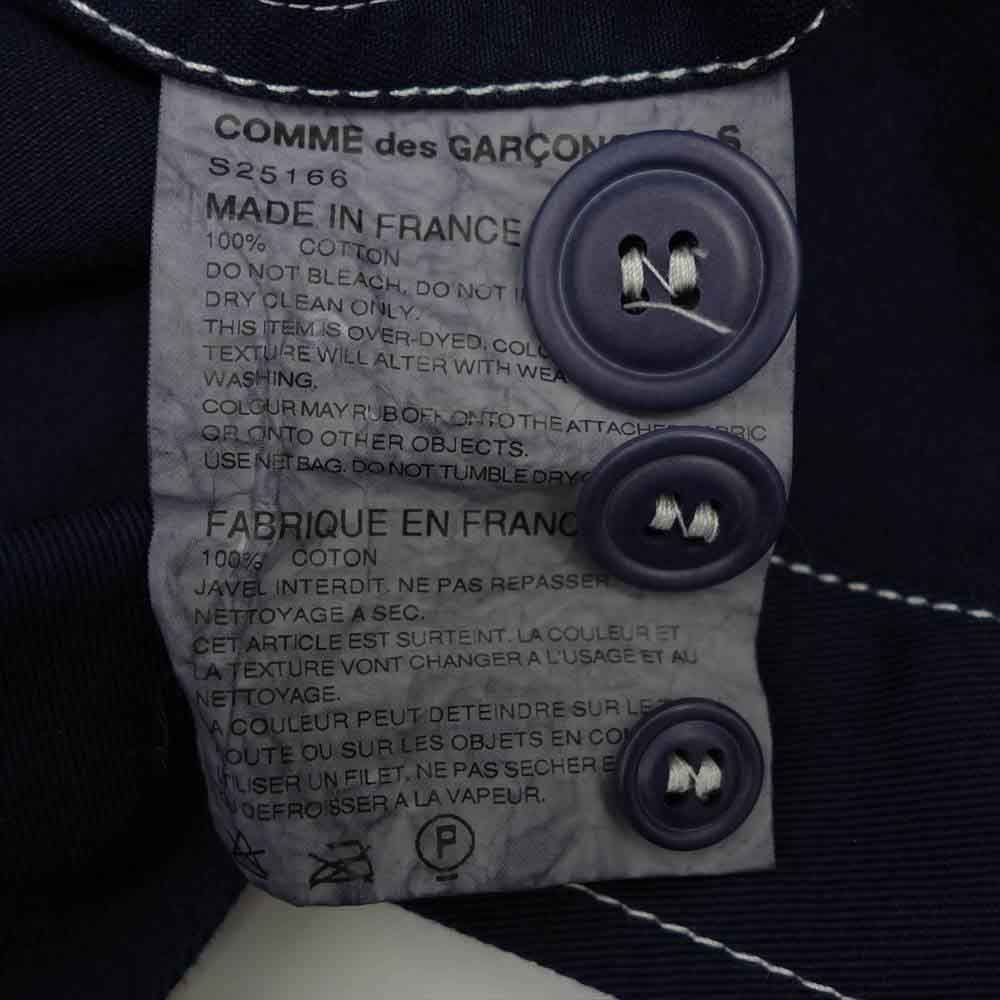 COMME des GARÇON S
S25166
MADE IN FRANCE
100% COTTON
DO NOT BLEACH. DO NOT
DRY CLEAN ONLY.
THIS ITEM IS OVER-DYED.
TEXTURE WILL ALTER WITH
WASHING.
COLOUR MAY RUB OFF ONTO THE ATTACHED FABRIC
OR ONTO OTHER OBJECTS.
USE NET BAG. DO NOT TUMBLE DRY
FABRIQUE EN FRANC
100% COTON
JAVEL INTERDIT. NE PAS REPASSER
NETTOYAGE A SEC.
CET ARTICLE EST SURTEINT. LA COULEUR ET
LA TEXTURE VONT CHANGER A L'USAGE ET AU
NETTOYAGE.
LA COULEUR PEUT DETEINDRE SUR LE
OUTE OU SUR LES OBJETS EN
UTILISER UN FILET. NE PAS SECHER
DEFROISSER A LA VAPEUR.
P